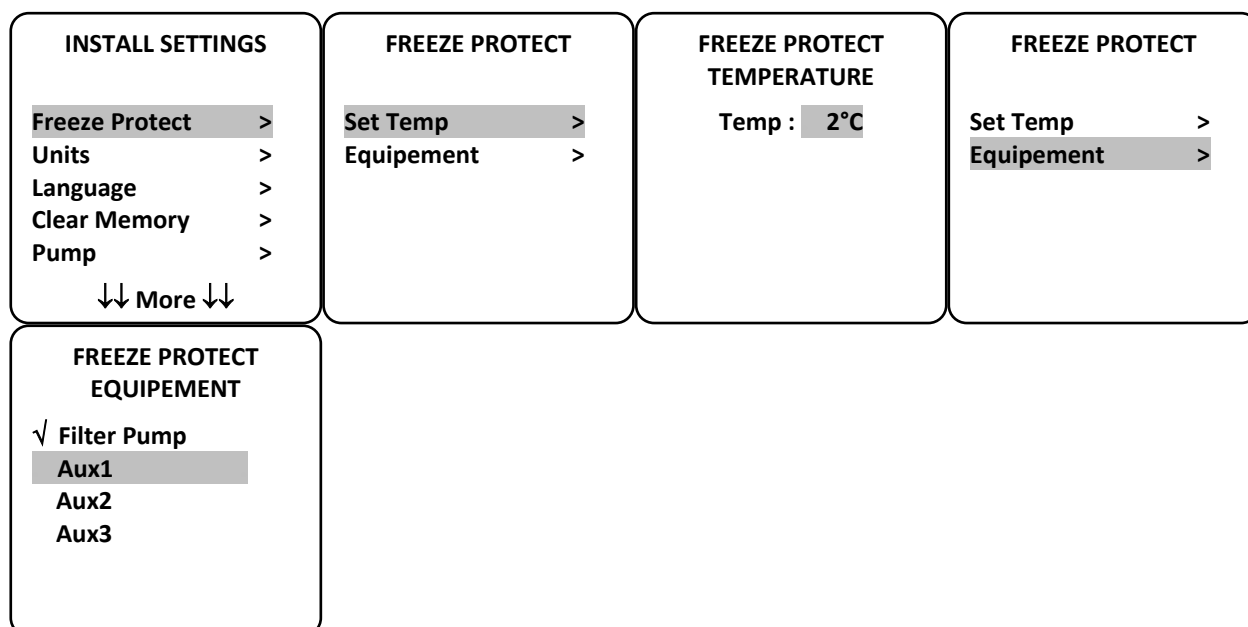 INSTALL SETTINGS
Freeze Protect >
Units >
Language >
Clear Memory >
Pump >
↓↓ More ↓↓
FREEZE PROTECT
Set Temp >
Equipement >
FREEZE PROTECT
TEMPERATURE
Temp : 2°C
FREEZE PROTECT
Set Temp >
Equipement >
FREEZE PROTECT
EQUIPEMENT
√ Filter Pump
Aux1
Aux2
Aux3